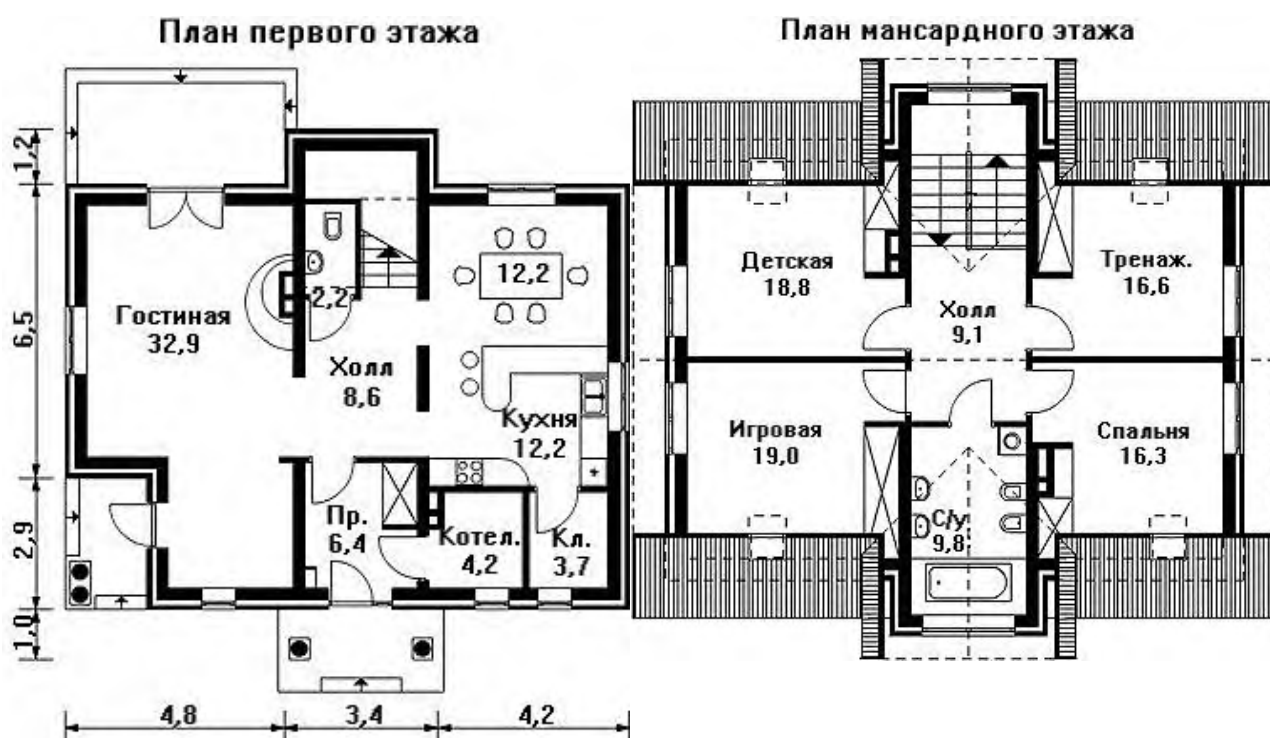 План первого этажа
1,2
6,5
2,9
1,0
4,8
3,4
4,2
Гостиная
32,9
2,2
Холл
8,6
12,2
Кухня
12,2
Пр.
6,4
Котел.
4,2
Кл.
3,7
План мансардного этажа
Детская
18,8
Тренаж.
16,6
Холл
9,1
Игровая
19,0
Спальня
16,3
С/у
9,8